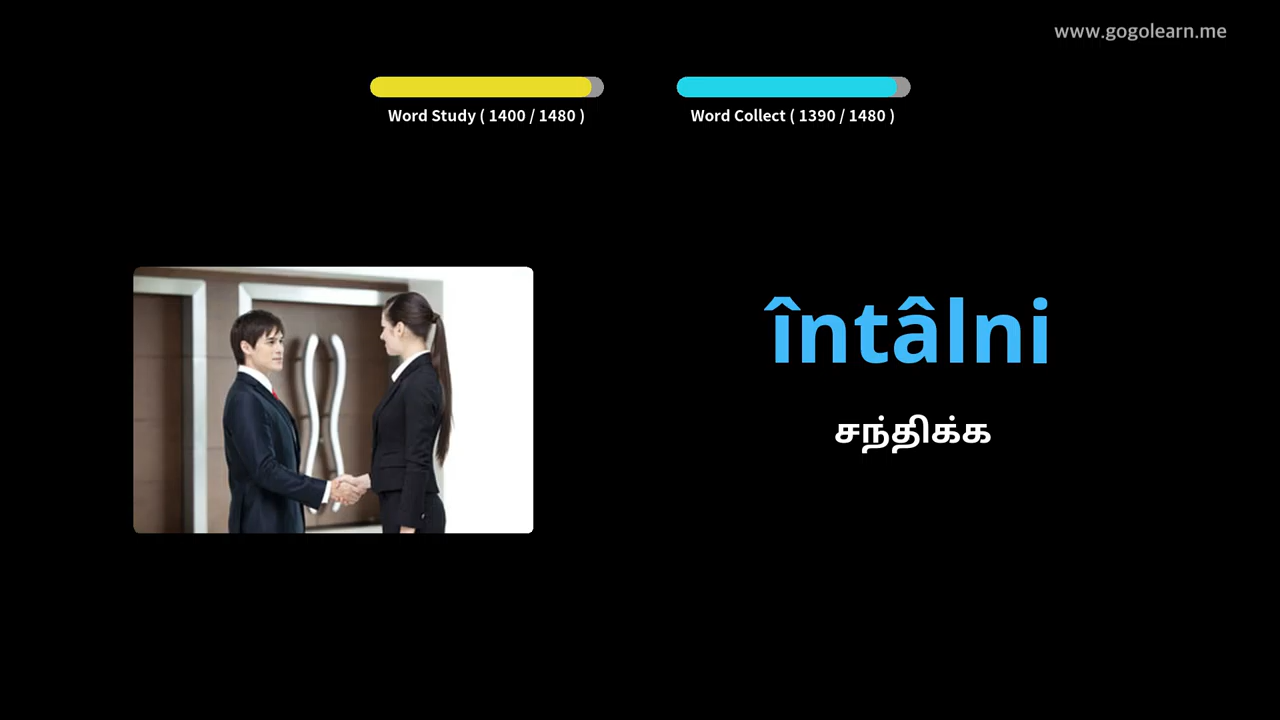 www.gogolearn.me
Word Study ( 1400 / 1480 )
Word Collect ( 1390 / 1480 )
întâlni
சந்திக்க